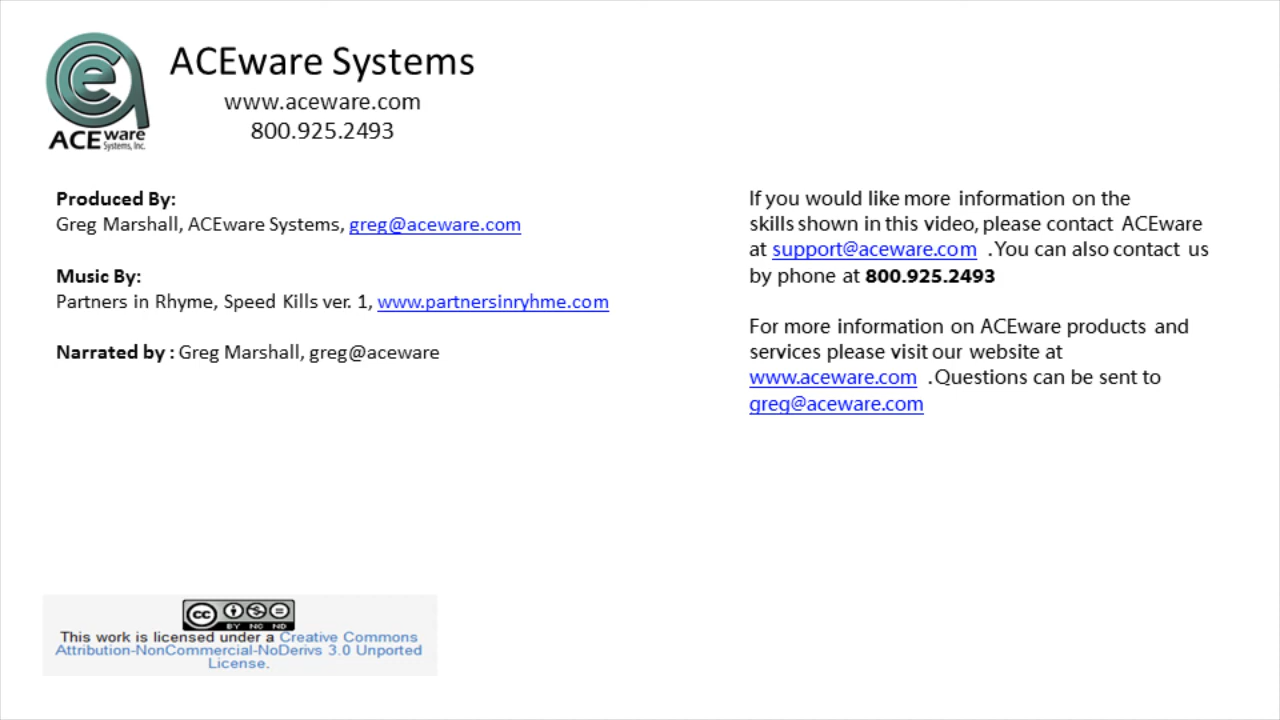 ACEware Systems
www.aceware.com
800.925.2493
ACEware
Systems, Inc.
Produced By:
Greg Marshall, ACEware Systems, greg@aceware.com
Music By:
Partners in Rhyme, Speed Kills ver. 1, www.partnersinryhme.com
Narrated by : Greg Marshall, greg@aceware
If you would like more information on the
skills shown in this video, please contact ACEware
at support@aceware.com . You can also contact us
by phone at 800.925.2493
For more information on ACEware products and
services please visit our website at
www.aceware.com . Questions can be sent to
greg@aceware.com
cc
BY NC ND
This work is licensed under a Creative Commons
Attribution-NonCommercial-NoDerivs 3.0 Unported
License.